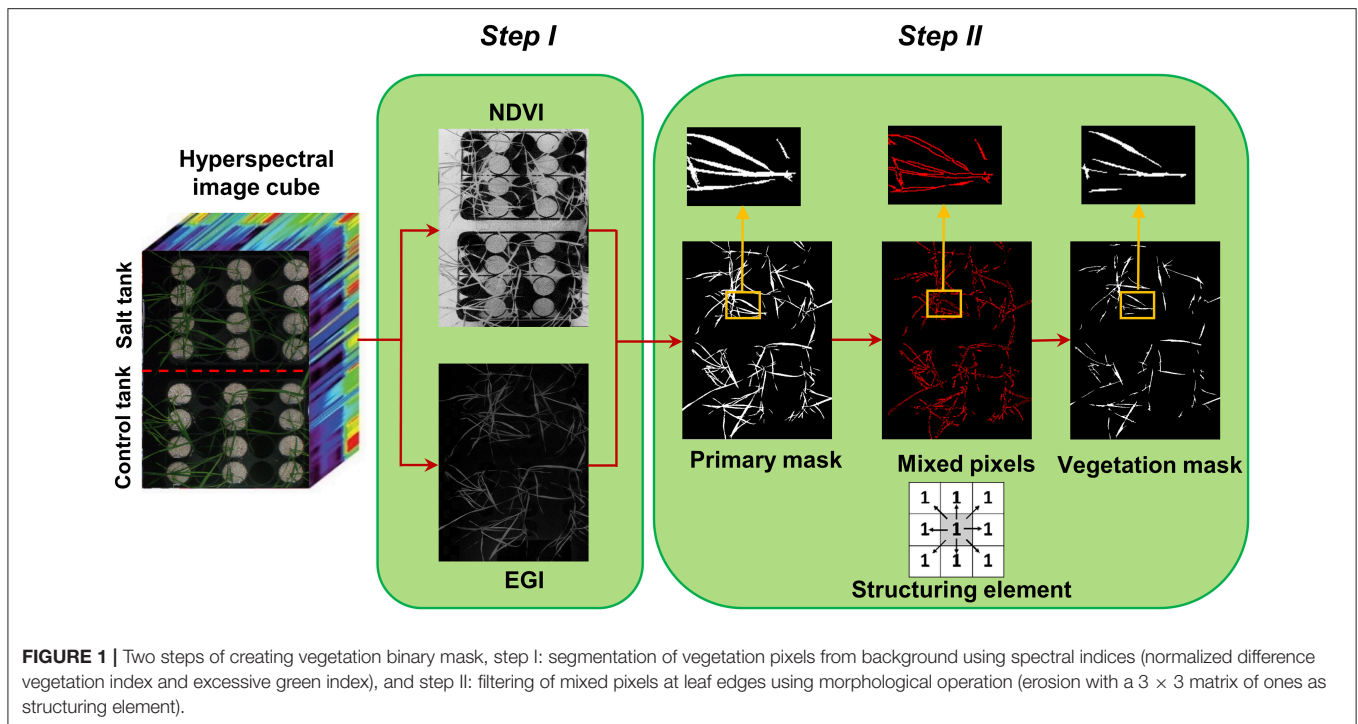 Step I
Step II
NDVI
Hyperspectral
image cube
Salt tank
Control tank
EGI
Primary mask
Mixed pixels
Vegetation mask
1 1 1
1 1 1
1 1 1
Structuring element
FIGURE 1 | Two steps of creating vegetation binary mask, step I: segmentation of vegetation pixels from background using spectral indices (normalized difference
vegetation index and excessive green index), and step II: filtering of mixed pixels at leaf edges using morphological operation (erosion with a 3 × 3 matrix of ones as
structuring element).